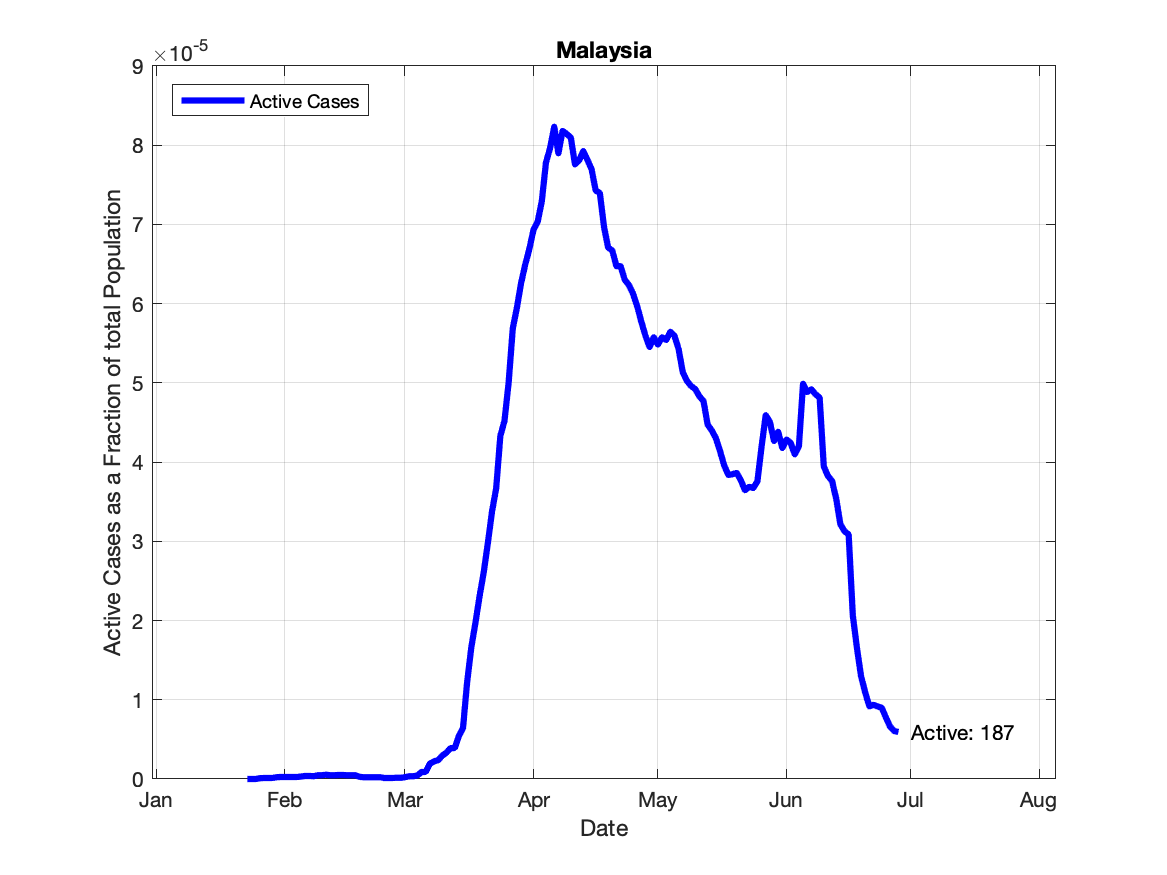 Malaysia
×10-5
Active Cases
9
8
7
6
5
4
3
2
1
0
Active Cases as a Fraction of total Population
Active: 187
Jan Feb Mar Apr May Jun Jul Aug
Date